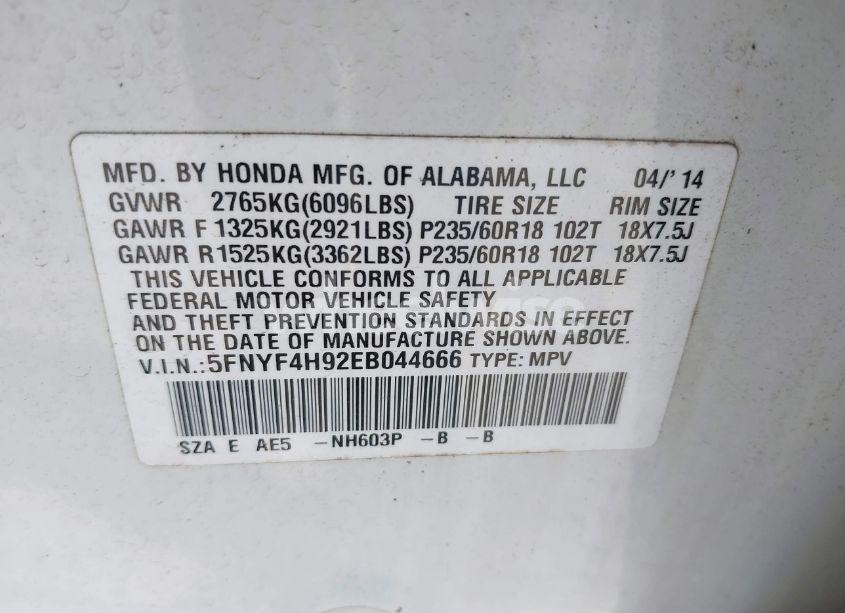 MFD. BY HONDA MFG. OF ALABAMA, LLC 04/' 14
GVWR 2765KG(6096LBS) TIRE SIZE RIM SIZE
GAWR F 1325KG(2921LBS) P235/60R18 102T 18X7.5J
GAWR R 1525KG(3362LBS) P235/60R18 102T 18X7.5J
THIS VEHICLE CONFORMS TO ALL APPLICABLE
FEDERAL MOTOR VEHICLE SAFETY
AND THEFT PREVENTION STANDARDS IN EFFECT
ON THE DATE OF MANUFACTURE SHOWN ABOVE.
V.I.N.:5FNYF4H92EB044666 TYPE: MPV
SZA E AE5 -NH603P -B -B